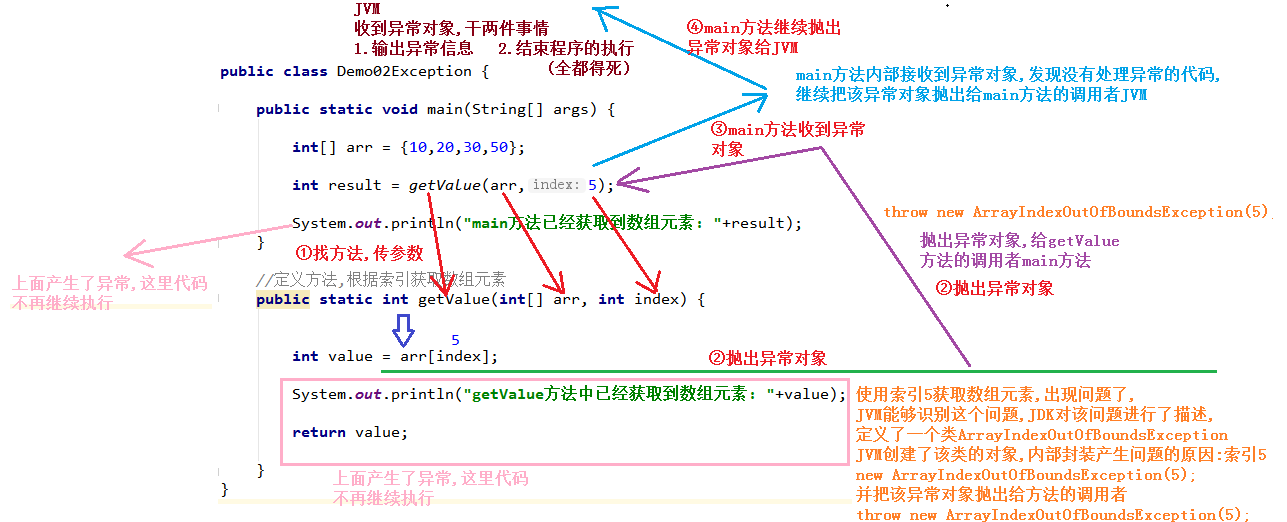 JVM
收到异常对象,干两件事情
1.输出异常信息 2.结束程序的执行
(全都得死)
④main方法继续抛出
异常对象给JVM
public class Demo02Exception {
main方法内部接收到异常对象,发现没有处理异常的代码,
继续把该异常对象抛出给main方法的调用者JVM
public static void main(String[] args) {
③main方法收到异常
对象
int[] arr = {10,20,30,50};
int result = getValue(arr, index: 5);
throw new ArrayIndexOutOfBoundsException(5);
System.out.println("main方法已经获取到数组元素："+result);
}
抛出异常对象,给getValue
方法的调用者main方法
①找方法,传参数
②抛出异常对象
上面产生了异常,这里代码
不再继续执行
//定义方法,根据索引获取数组元素
public static int getValue(int[] arr, int index) {
5
int value = arr[index];
②抛出异常对象
System.out.println("getValue方法中已经获取到数组元素："+value);
return value;
使用索引5获取数组元素,出现问题了,
JVM能够识别这个问题,JDK对该问题进行了描述,
定义了一个类ArrayIndexOutOfBoundsException
JVM创建了该类的对象,内部封装产生问题的原因:索引5
new ArrayIndexOutOfBoundsException(5);
并把该异常对象抛出给方法的调用者
throw new ArrayIndexOutOfBoundsException(5);
}
上面产生了异常,这里代码
不再继续执行
}